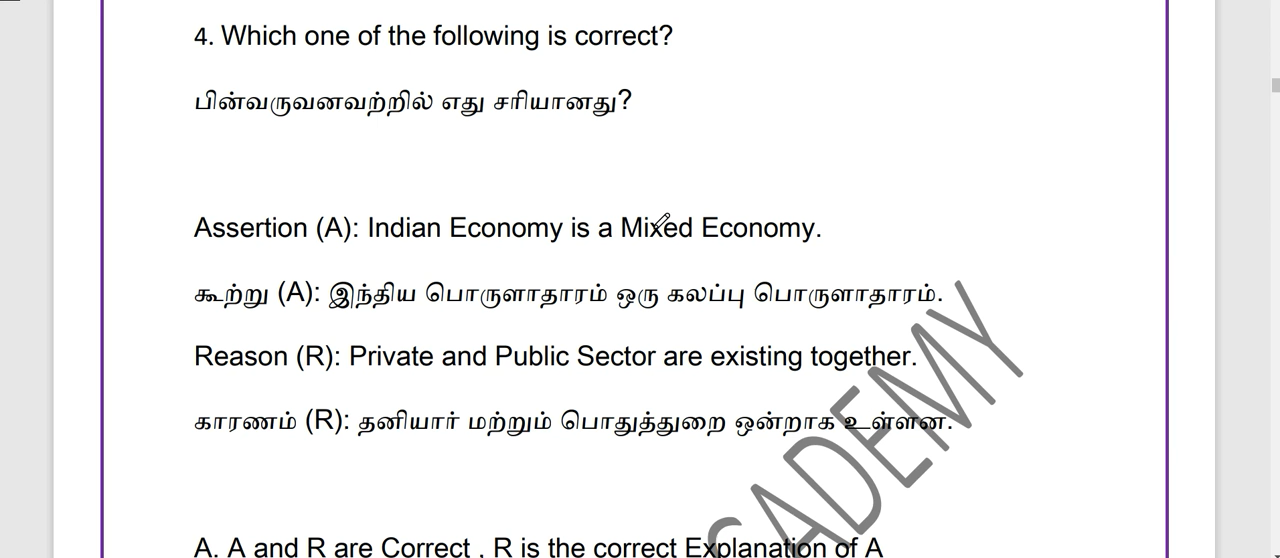 4. Which one of the following is correct?
பின்வருவனவற்றில் எது சரியானது?
Assertion (A): Indian Economy is a Mixed Economy.
கூற்று (A): இந்திய பொருளாதாரம் ஒரு கலப்பு பொருளாதாரம்.
Reason (R): Private and Public Sector are existing together.
காரணம் (R): தனியார் மற்றும் பொதுத்துறை ஒன்றாக உள்ளன.
A. A and R are Correct , R is the correct Explanation of A